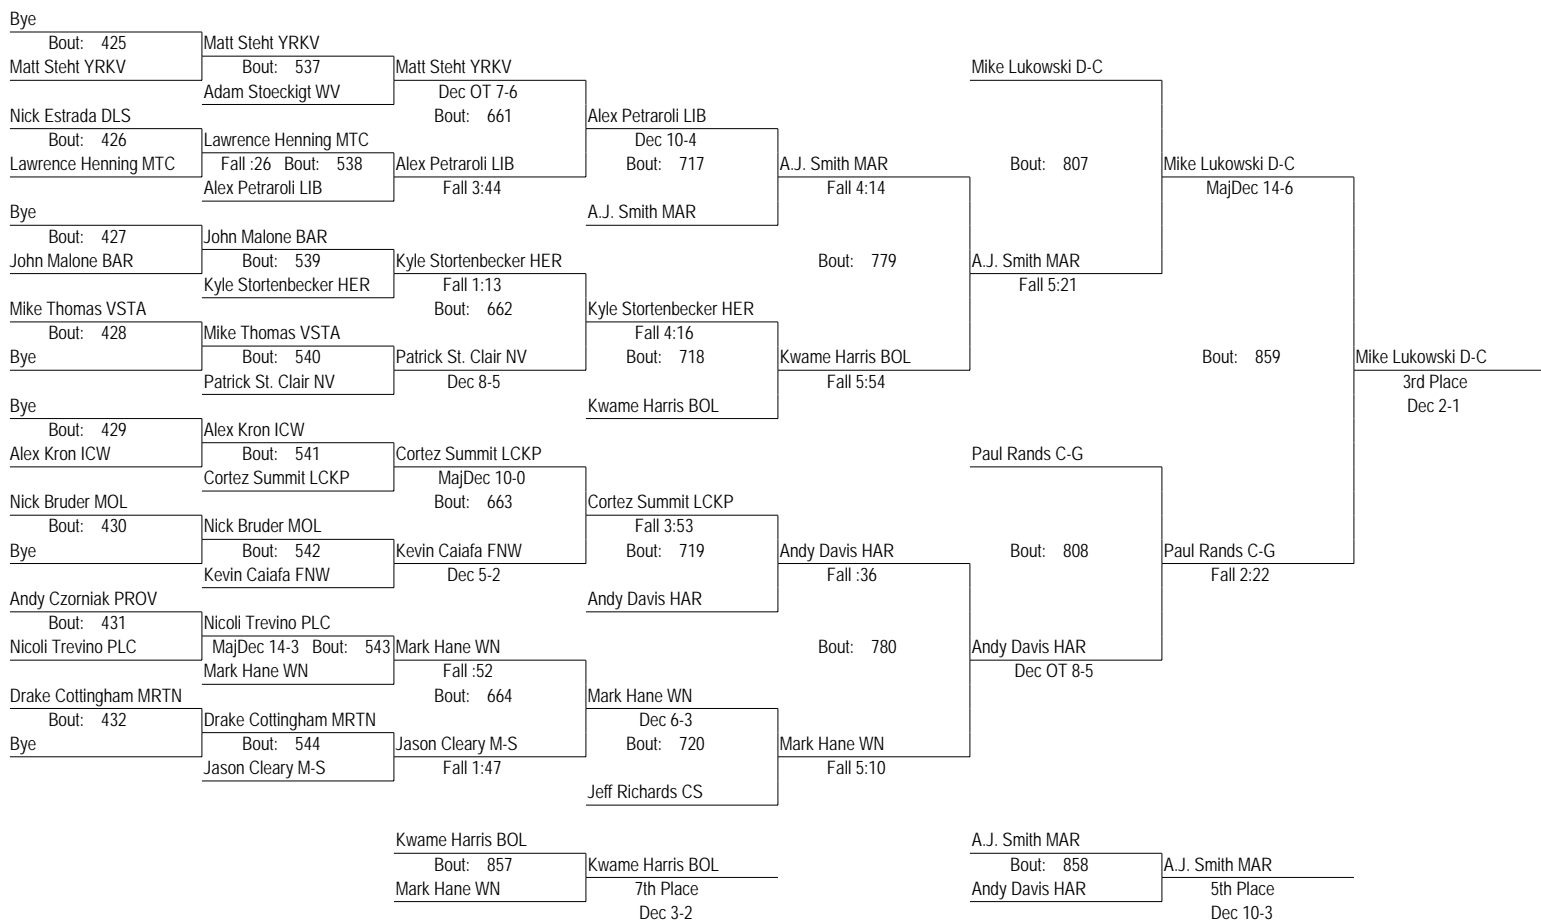 Bye
Bout: 425
Matt Steht YRKV
Nick Estrada DLS
Bout: 426
Lawrence Henning MTC
Bye
Bout: 427
John Malone BAR
Mike Thomas VSTA
Bout: 428
Bye
Bye
Bout: 429
Alex Kron ICW
Nick Bruder MOL
Bout: 430
Bye
Andy Czorniak PROV
Bout: 431
Nicoli Trevino PLC
Drake Cottingham MRTN
Bout: 432
Bye
Matt Steht YRKV
Bout: 537
Adam Stoeckigt WV
Lawrence Henning MTC
Fall :26 Bout: 538
Alex Petraroli LIB
John Malone BAR
Bout: 539
Kyle Stortenbecker HER
Mike Thomas VSTA
Bout: 540
Patrick St. Clair NV
Alex Kron ICW
Bout: 541
Cortez Summit LCKP
Nick Bruder MOL
Bout: 542
Kevin Caiafa FNW
Nicoli Trevino PLC
MajDec 14-3 Bout: 543
Mark Hane WN
Drake Cottingham MRTN
Bout: 544
Jason Cleary M-S
Matt Steht YRKV
Dec OT 7-6
Bout: 661
Alex Petraroli LIB
Fall 3:44
Kyle Stortenbecker HER
Fall 1:13
Bout: 662
Patrick St. Clair NV
Dec 8-5
Cortez Summit LCKP
MajDec 10-0
Bout: 663
Kevin Caiafa FNW
Dec 5-2
Mark Hane WN
Fall :52
Bout: 664
Jason Cleary M-S
Fall 1:47
Alex Petraroli LIB
Dec 10-4
Bout: 717
A.J. Smith MAR
Kyle Stortenbecker HER
Fall 4:16
Bout: 718
Kwame Harris BOL
Cortez Summit LCKP
Fall 3:53
Bout: 719
Andy Davis HAR
Mark Hane WN
Dec 6-3
Bout: 720
Jeff Richards CS
A.J. Smith MAR
Fall 4:14
Bout: 779
Kwame Harris BOL
Fall 5:54
Andy Davis HAR
Fall :36
Bout: 780
Mark Hane WN
Fall 5:10
Mike Lukowski D-C
Bout: 807
A.J. Smith MAR
Fall 5:21
Paul Rands C-G
Bout: 808
Andy Davis HAR
Dec OT 8-5
Mike Lukowski D-C
MajDec 14-6
Bout: 859
Paul Rands C-G
Fall 2:22
Mike Lukowski D-C
3rd Place
Dec 2-1
Kwame Harris BOL
Bout: 857
Mark Hane WN
Kwame Harris BOL
7th Place
Dec 3-2
A.J. Smith MAR
Bout: 858
Andy Davis HAR
A.J. Smith MAR
5th Place
Dec 10-3